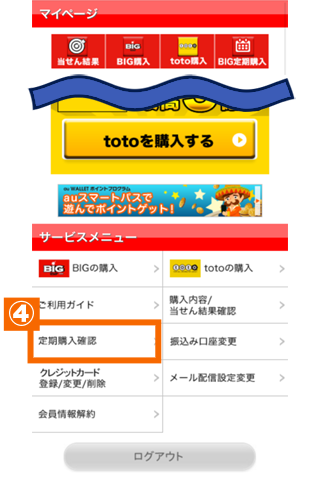 マイページ
当せん結果
BIG
BIG購入
toto
toto購入
BIG定期購入
totoを購入する
au WALLET ポイントプログラム
auスマートパスで
遊んでポイントゲット!
サービスメニュー
BIG BIGの購入
toto totoの購入
ご利用ガイド
購入内容/
当せん結果確認
④
定期購入確認
振込み口座変更
クレジットカード
登録/変更/削除
メール配信設定変更
会員情報解約
ログアウト